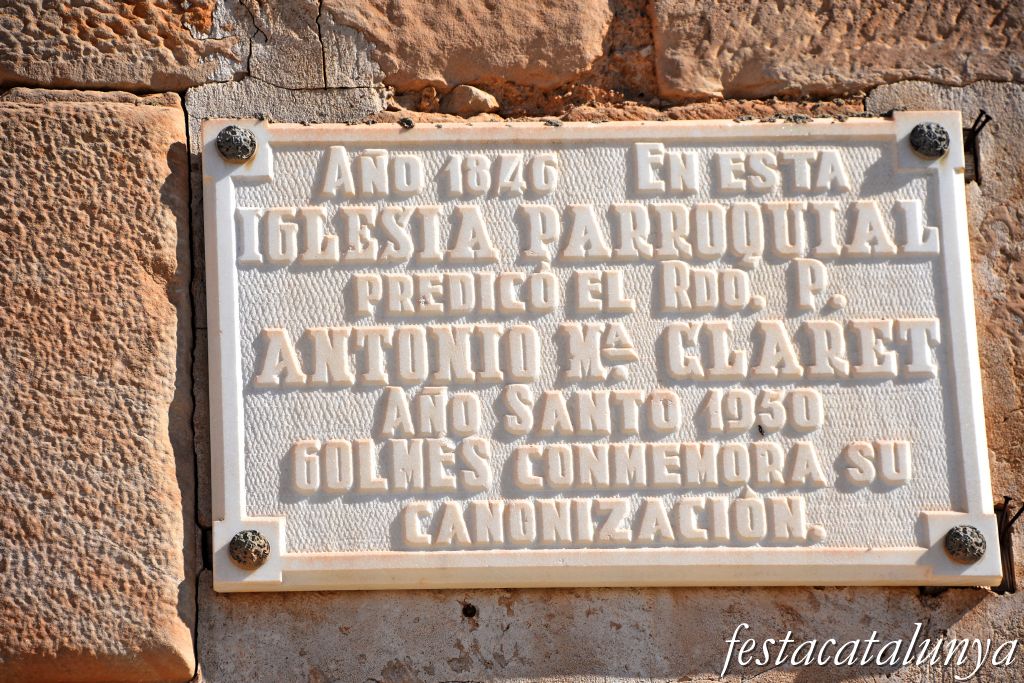 AÑO 1846 EN ESTA
IGLESIA PARROQUIAL
PREDICÓ EL RDO. P.
ANTONIO Mª CLARET
AÑO SANTO 1950
GOLMÉS CONMEMORA SU
CANONIZACIÓN.
festacatalunya